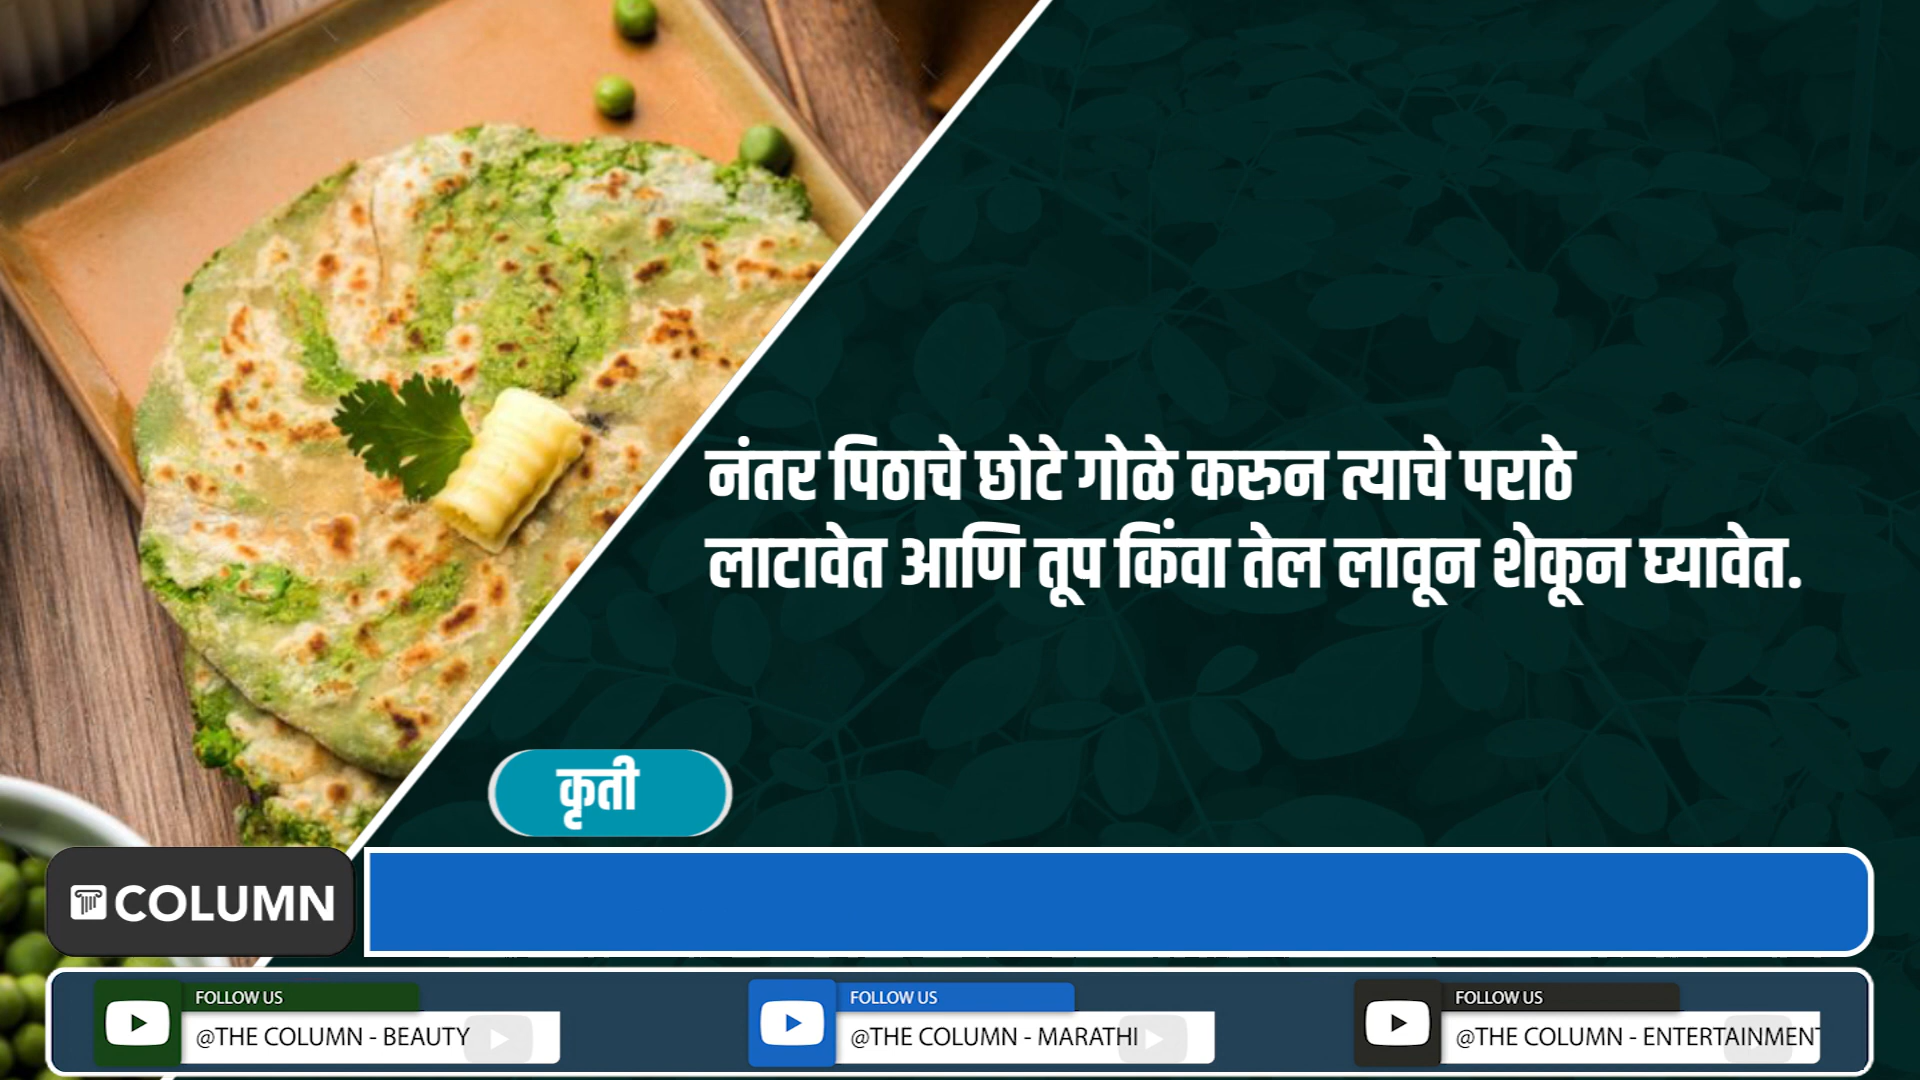 नंतर पिठाचे छोटे गोळे करुन त्याचे पराठे
लाटावेत आणि तूप किंवा तेल लावून शेकून घ्यावेत.
कृती
COLUMN
FOLLOW US
@THE COLUMN - BEAUTY
FOLLOW US
@THE COLUMN - MARATHI
FOLLOW US
@THE COLUMN - ENTERTAINMENT